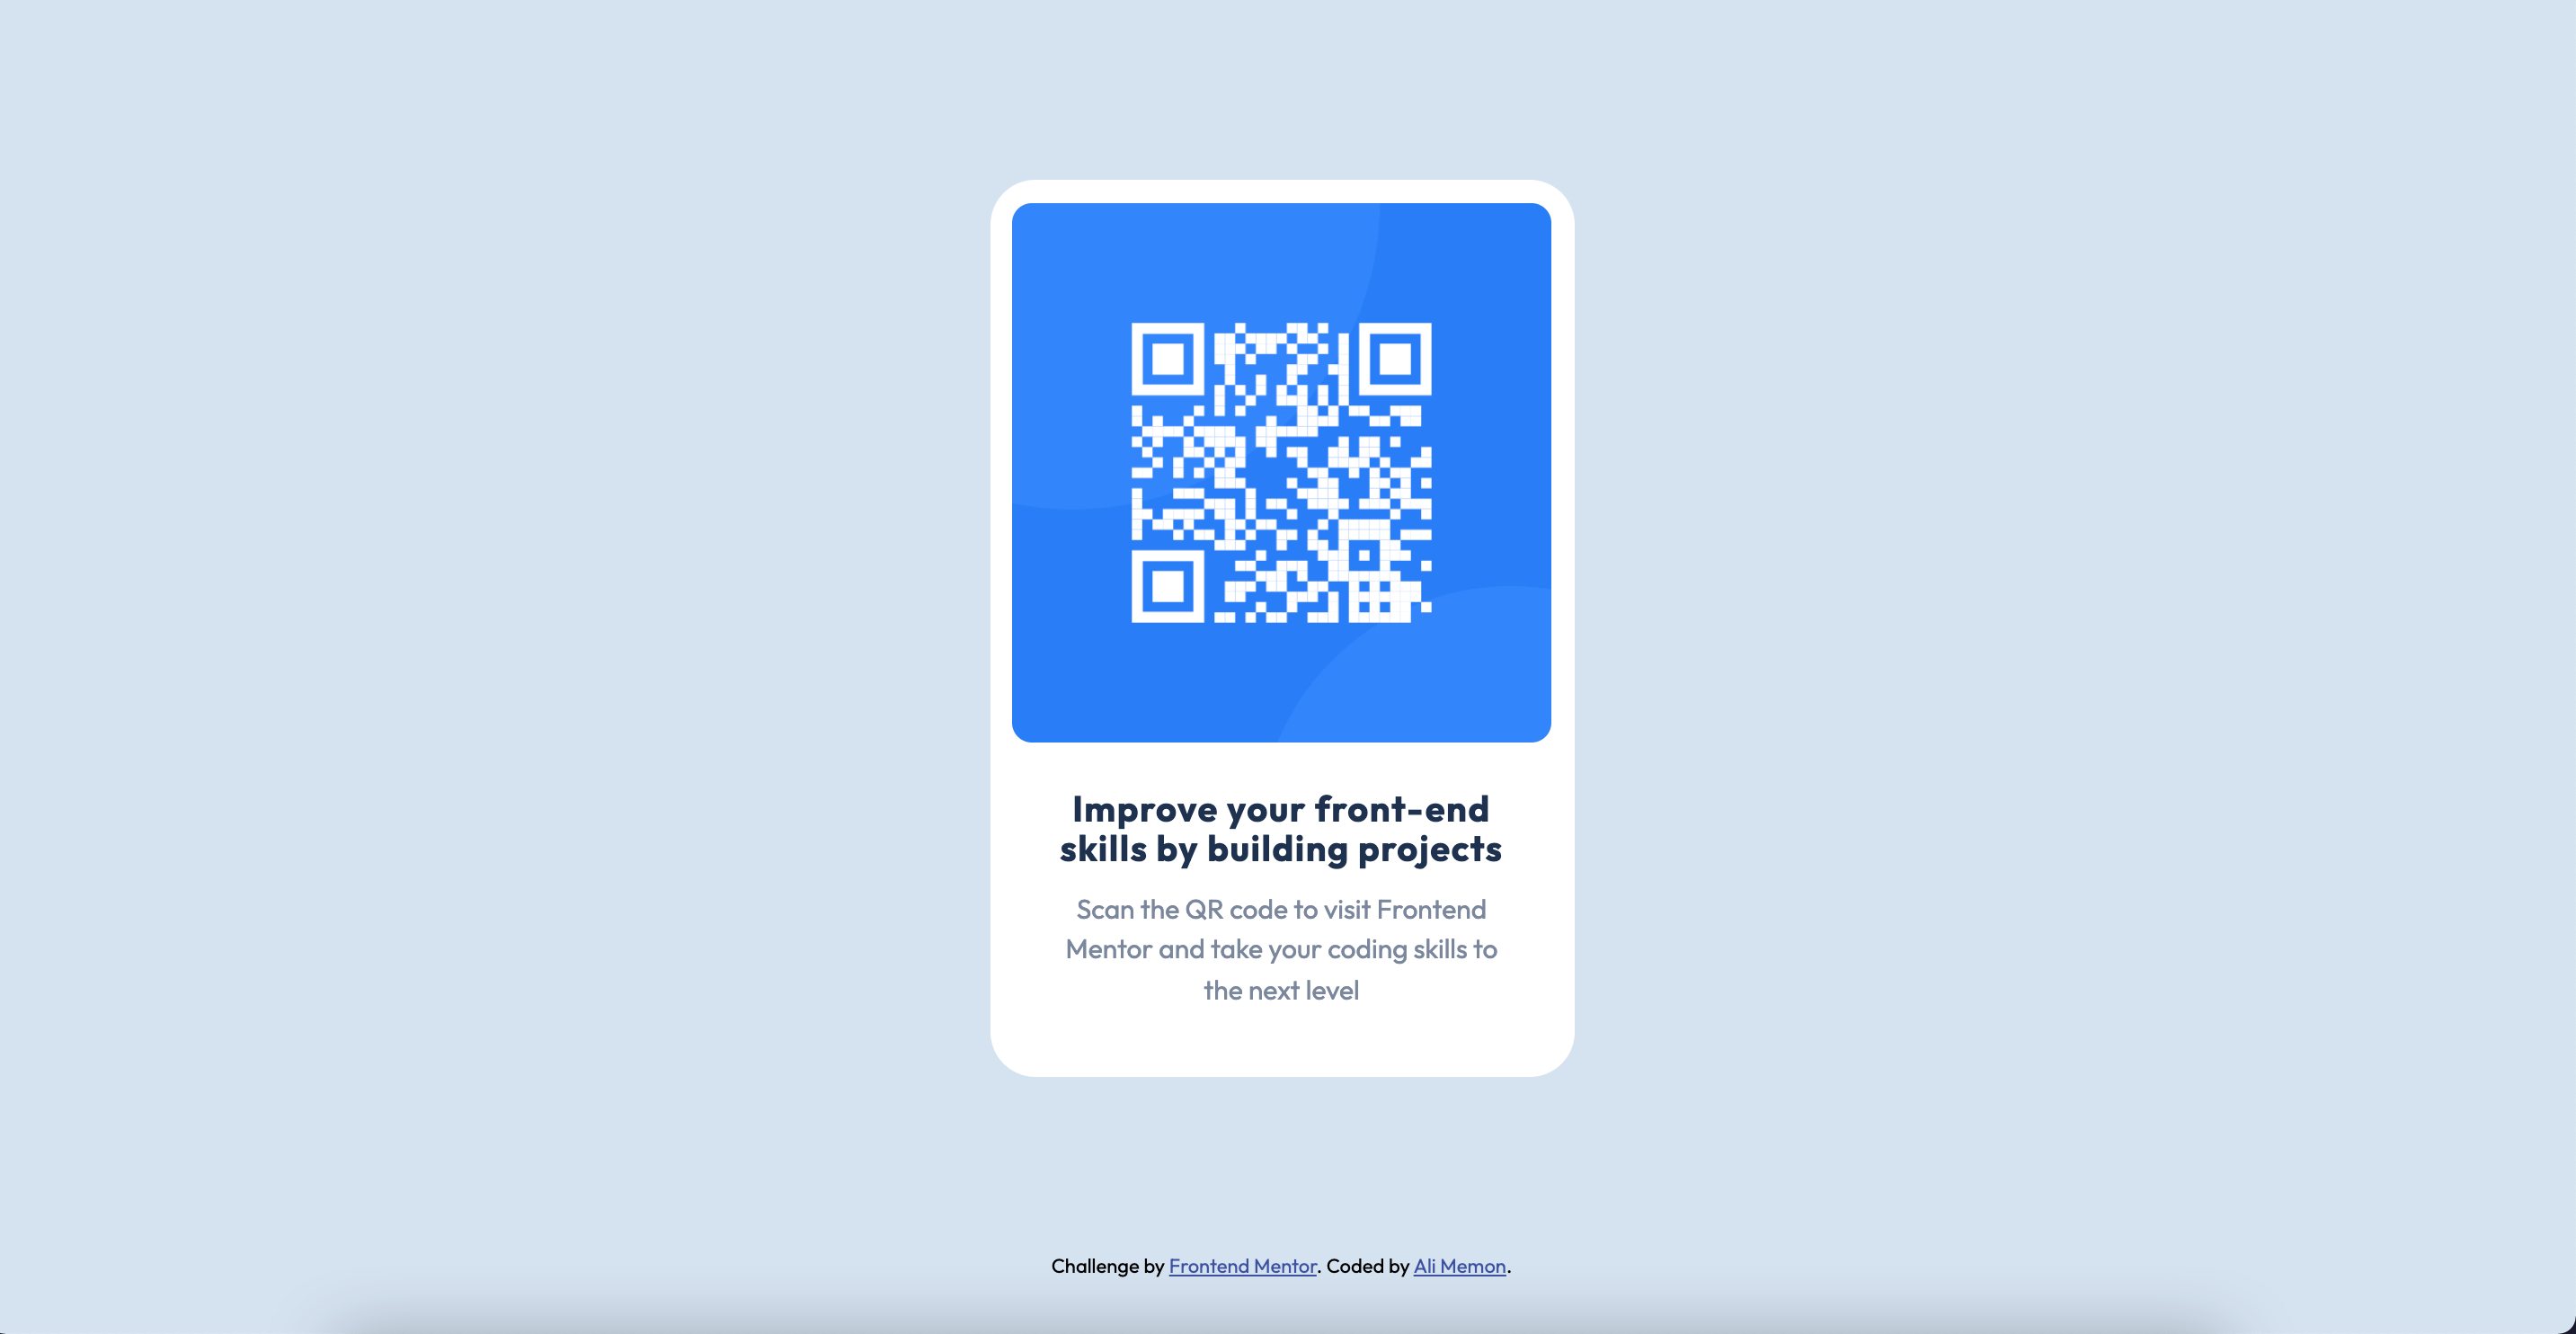 Improve your front-end
skills by building projects
Scan the QR code to visit Frontend
Mentor and take your coding skills to
the next level
Challenge by Frontend Mentor. Coded by Ali Memon.